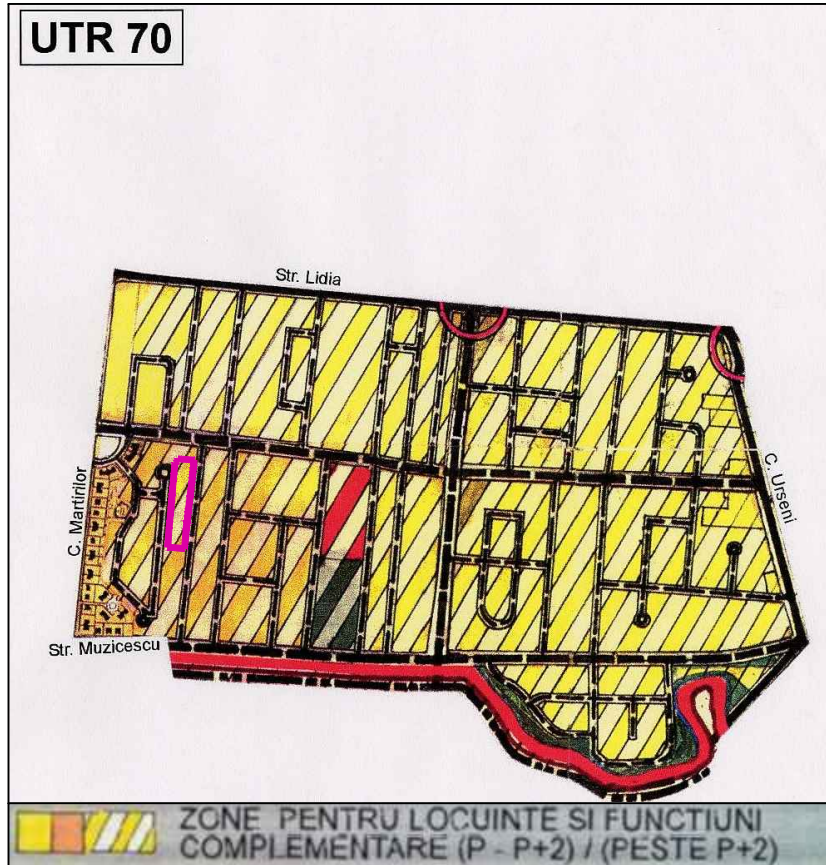 UTR 70
Str. Lidia
C. Martirilor
C. Urseni
Str. Muzicescu
ZONE PENTRU LOCUINTE SI FUNCTIUNI
COMPLEMENTARE (P - P+2) / (PESTE P+2)